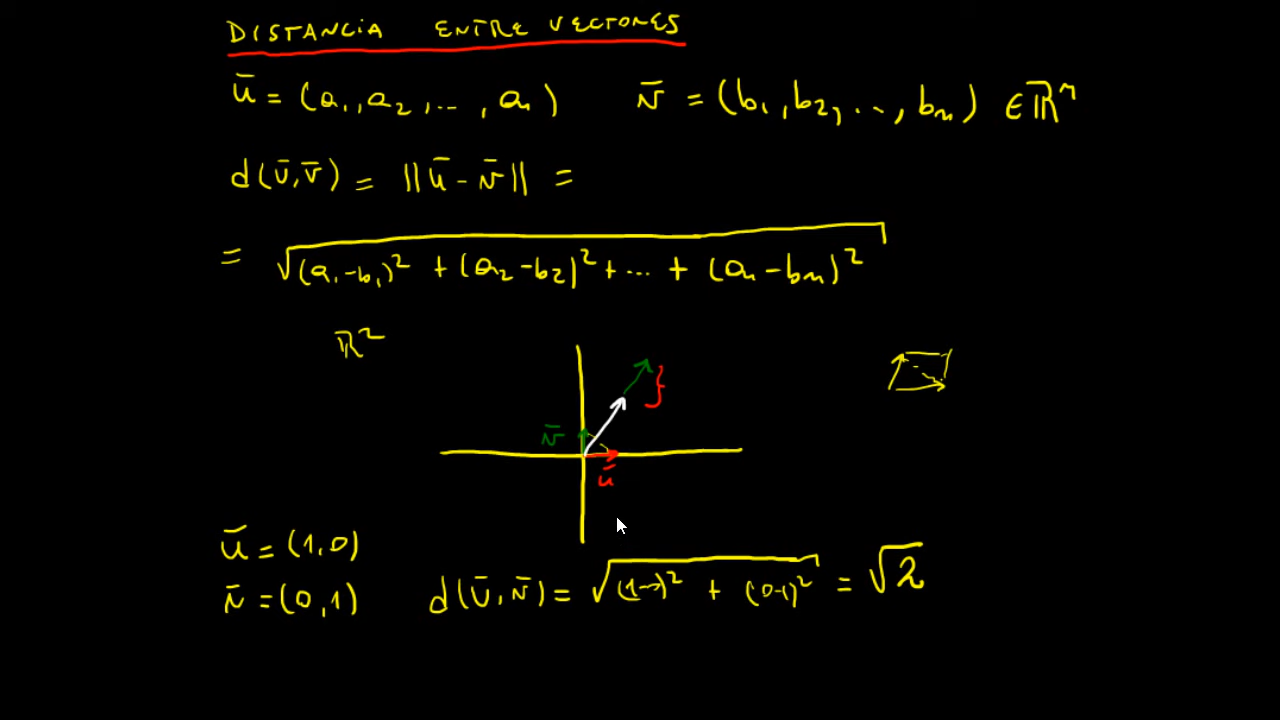 DISTANCIA ENTRE VECTORES
ū = (a₁, a₂, ..., aₙ)    v̄ = (b₁, b₂, ..., bₙ) ∈ ℝⁿ
d(ū, v̄) = ||ū - v̄|| =
= √((a₁-b₁)² + (a₂-b₂)² + ... + (aₙ-bₙ)²)
ℝ²
v̄
ū
ū = (1,0)
v̄ = (0,1)    d(ū, v̄) = √((1-0)² + (0-1)²) = √2